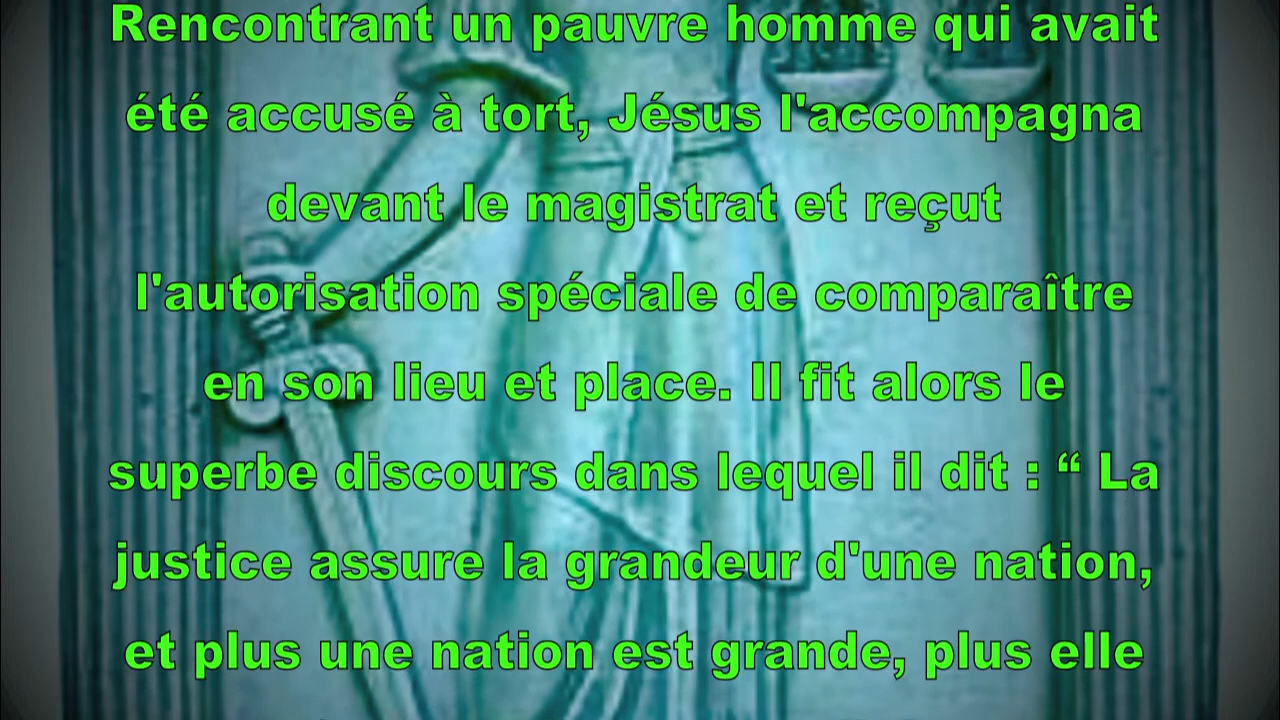 Rencontrant un pauvre homme qui avait
été accusé à tort, Jésus l'accompagna
devant le magistrat et reçut
l'autorisation spéciale de comparaître
en son lieu et place. Il fit alors le
superbe discours dans lequel il dit : “ La
justice assure la grandeur d'une nation,
et plus une nation est grande, plus elle